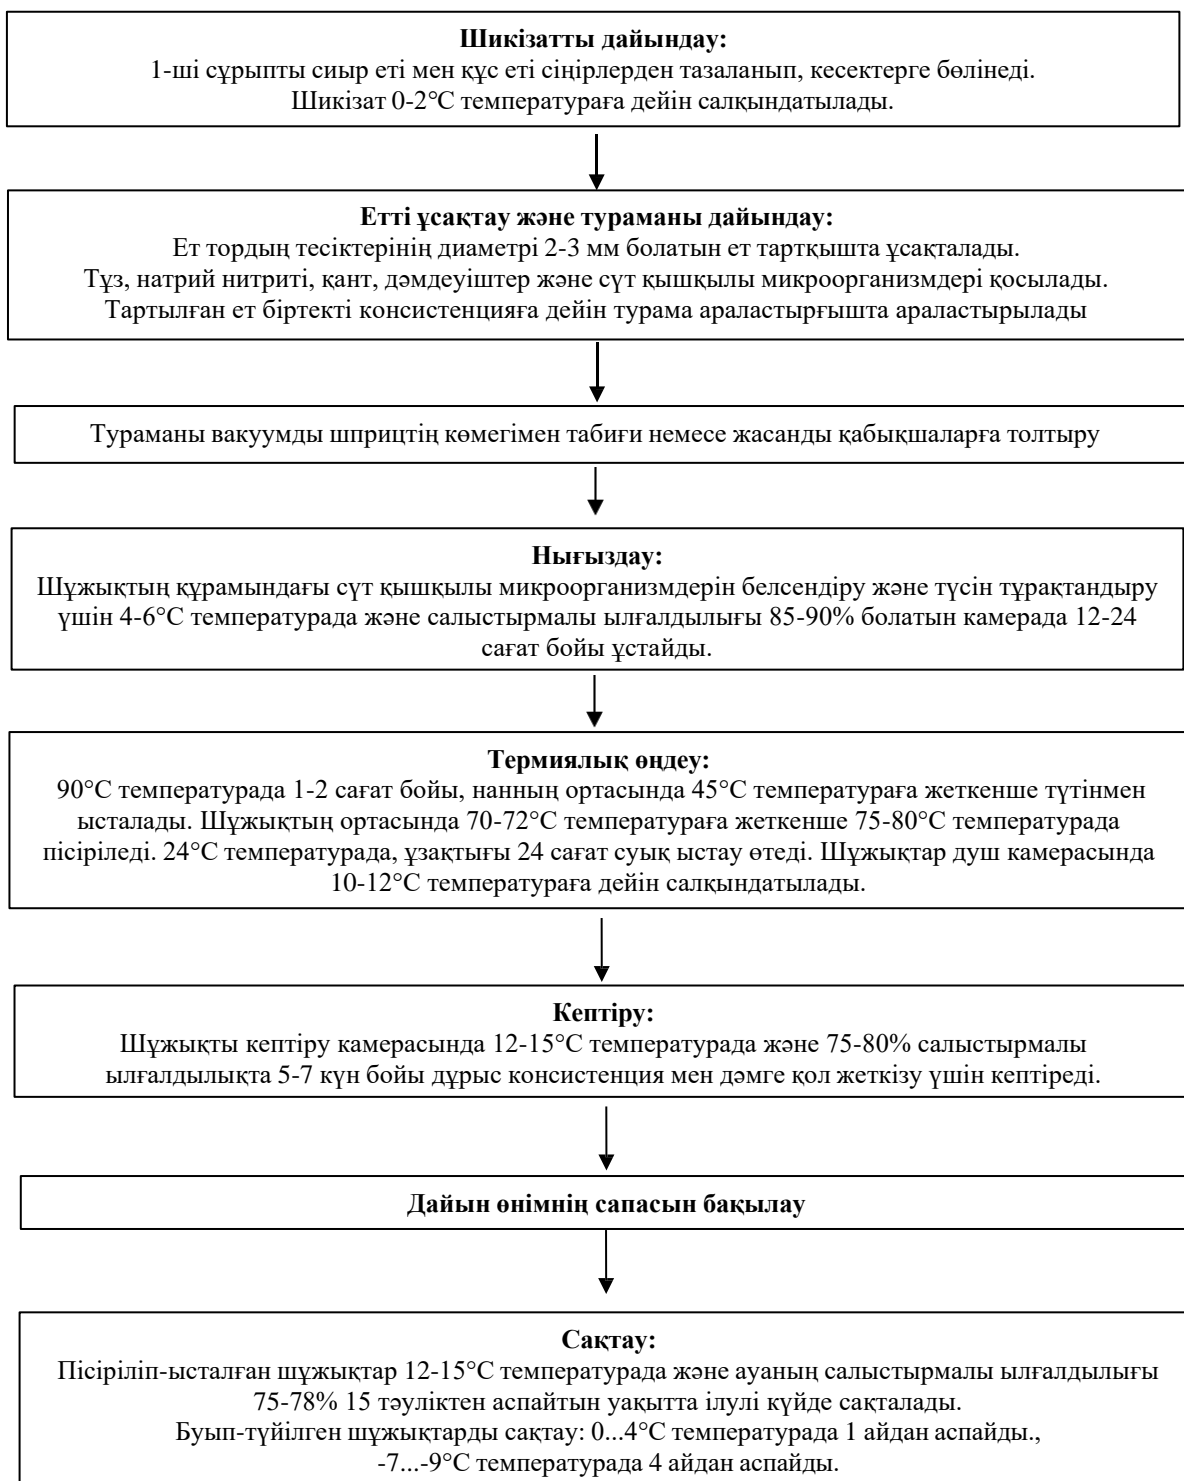 Шикізатты дайындау:
1-ші сұрыпты сиыр еті мен құс еті сіңірлерден тазаланып, кесектерге бөлінеді.
Шикізат 0-2°С температураға дейін салқындатылады.
Етті ұсақтау және тураманы дайындау:
Ет тордың тесіктерінің диаметрі 2-3 мм болатын ет тартқышта ұсақталады.
Тұз, натрий нитриті, қант, дәмдеуіштер және сүт қышқылы микроорганизмдері қосылады.
Тартылған ет біртекті консистенцияға дейін турама араластырғышта араластырылады
Тураманы вакуумды шприцтің көмегімен табиғи немесе жасанды қабықшаларға толтыру
Нығыздау:
Шұжықтың құрамындағы сүт қышқылы микроорганизмдерін белсендіру және түсін тұрақтандыру
үшін 4-6°С температурада және салыстырмалы ылғалдылығы 85-90% болатын камерада 12-24
сағат бойы ұстайды.
Термиялық өңдеу:
90°С температурада 1-2 сағат бойы, нанның ортасында 45°С температураға жеткенше түтінмен
ысталады. Шұжықтың ортасында 70-72°С температураға жеткенше 75-80°С температурада
пісіріледі. 24°С температурада, ұзақтығы 24 сағат суық ыстау өтеді. Шұжықтар душ камерасында
10-12°С температураға дейін салқындатылады.
Кептіру:
Шұжықты кептіру камерасында 12-15°С температурада және 75-80% салыстырмалы
ылғалдылықта 5-7 күн бойы дұрыс консистенция мен дәмге қол жеткізу үшін кептіреді.
Дайын өнімнің сапасын бақылау
Сақтау:
Пісіріліп-ысталған шұжықтар 12-15°С температурада және ауаның салыстырмалы ылғалдылығы
75-78% 15 тәуліктен аспайтын уақытта ілулі күйде сақталады.
Буып-түйілген шұжықтарды сақтау: 0...4°С температурада 1 айдан аспайды.,
-7...-9°С температурада 4 айдан аспайды.